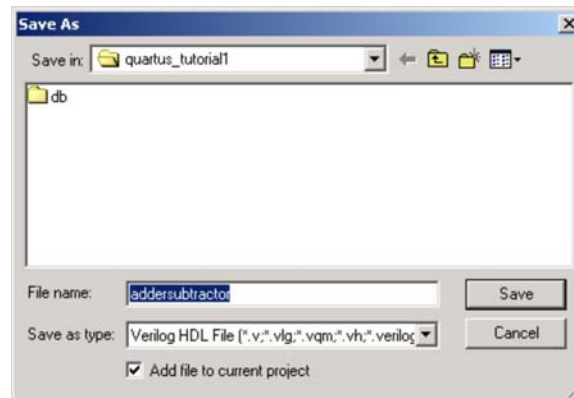 Save As
Save in: quartus_tutorial1
db
File name: addersubtractor
Save
Save as type: Verilog HDL File (*.v;*.vlg;*.vqm;*.vh;*.verilog
Cancel
Add file to current project